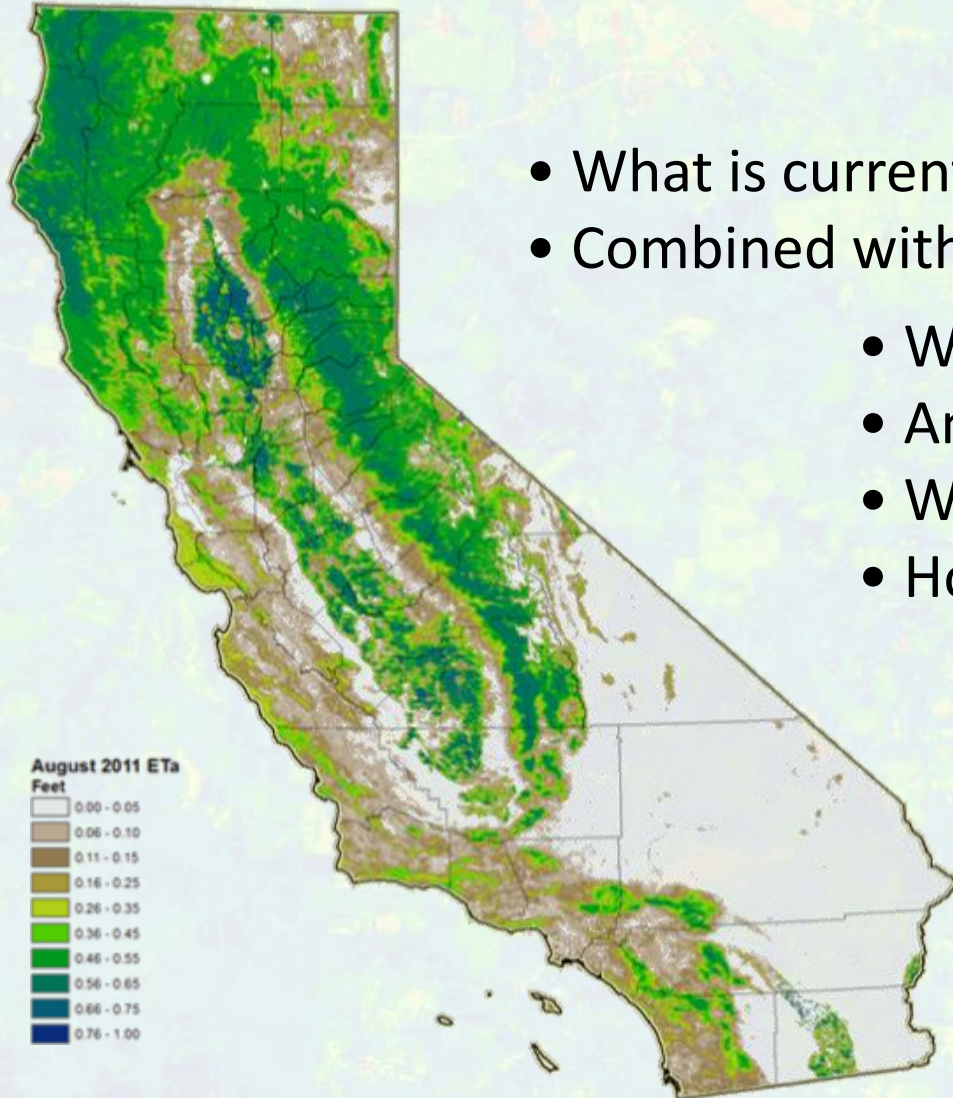 • What is current
• Combined with
• W
• Ar
• W
• Ho
August 2011 ETa
Feet
0.00 - 0.05
0.06 - 0.10
0.11 - 0.15
0.16 - 0.25
0.26 - 0.35
0.36 - 0.45
0.46 - 0.55
0.56 - 0.65
0.66 - 0.75
0.76 - 1.00